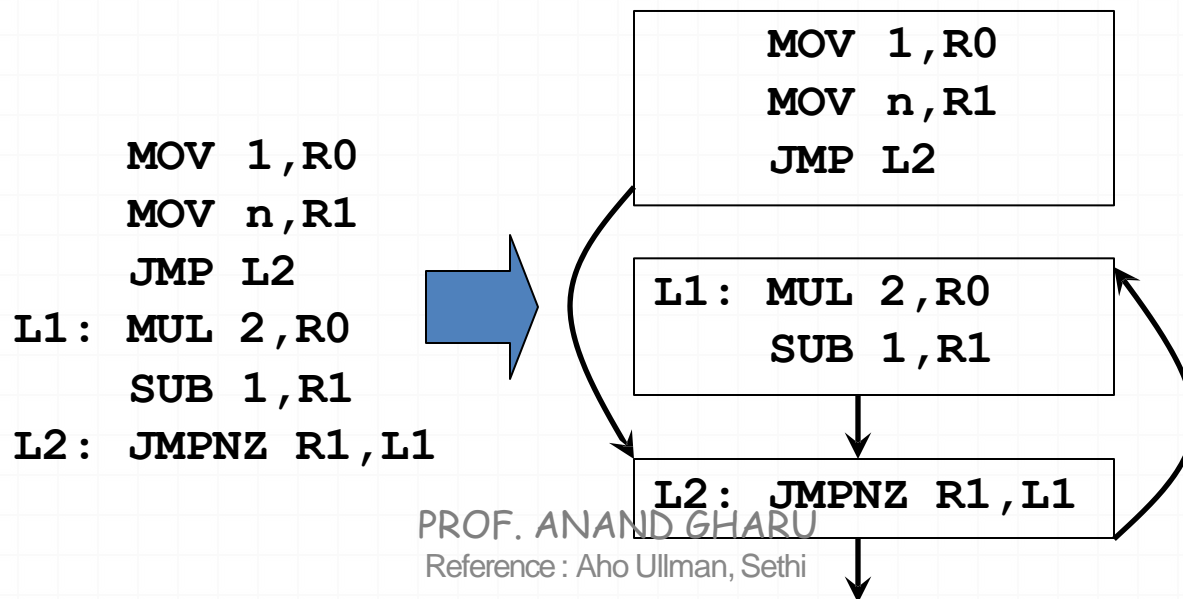 MOV 1,R0
MOV n,R1
JMP L2
L1: MUL 2,R0
SUB 1,R1
L2: JMPNZ R1,L1
MOV 1,R0
MOV n,R1
JMP L2
L1: MUL 2,R0
SUB 1,R1
L2: JMPNZ R1,L1
PROF. ANAND GHARU
Reference : Aho Ullman, Sethi